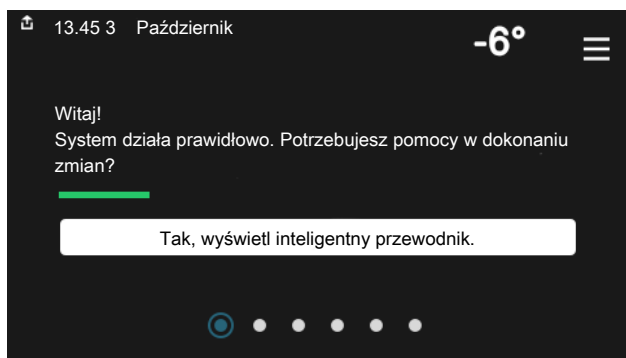 13.45 3 Październik
-6°
Witaj!
System działa prawidłowo. Potrzebujesz pomocy w dokonaniu
zmian?
Tak, wyświetl inteligentny przewodnik.